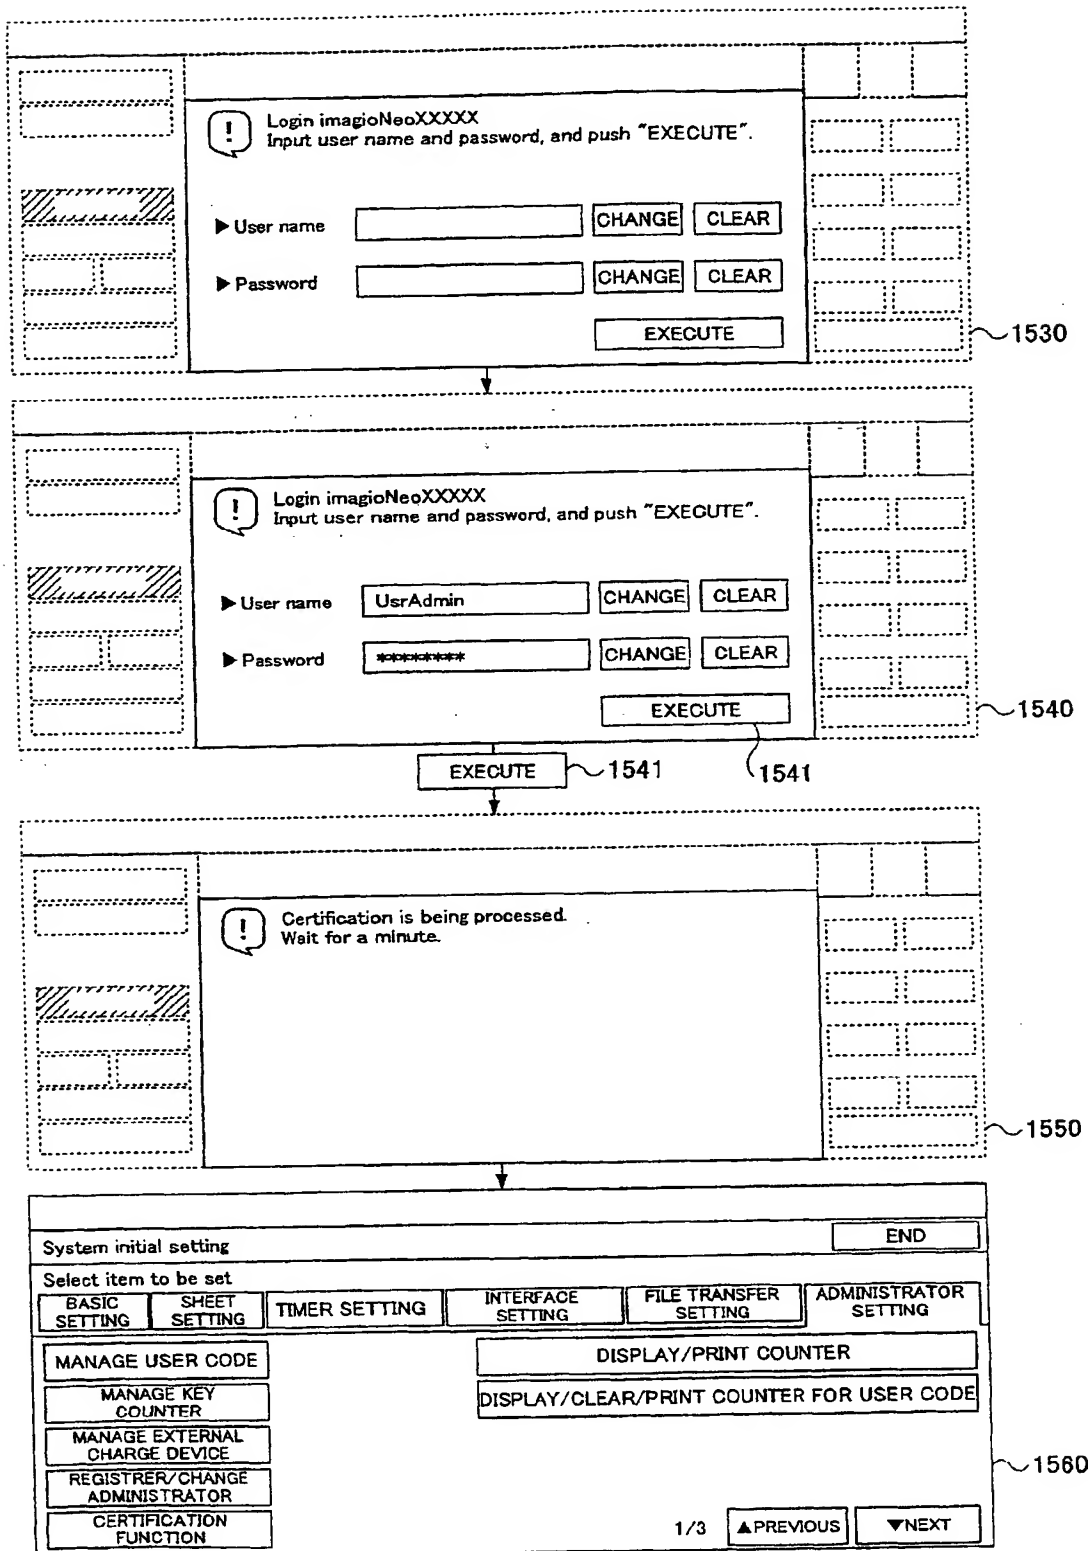 Login imagioNeoXXXXX
Input user name and password, and push "EXECUTE".
▶User name CHANGE CLEAR
▶Password CHANGE CLEAR
EXECUTE
1530
Login imagioNeoXXXXX
Input user name and password, and push "EXECUTE".
▶User name UsrAdmin CHANGE CLEAR
▶Password ******** CHANGE CLEAR
EXECUTE
1540
EXECUTE 1541 1541
Certification is being processed.
Wait for a minute.
1550
System initial setting END
Select item to be set
BASIC SETTING
SHEET SETTING
TIMER SETTING
INTERFACE SETTING
FILE TRANSFER SETTING
ADMINISTRATOR SETTING
MANAGE USER CODE
DISPLAY/PRINT COUNTER
MANAGE KEY
COUNTER
DISPLAY/CLEAR/PRINT COUNTER FOR USER CODE
MANAGE EXTERNAL
CHARGE DEVICE
1560
REGISTRER/CHANGE
ADMINISTRATOR
CERTIFICATION
FUNCTION
1/3 ▲PREVIOUS ▼NEXT